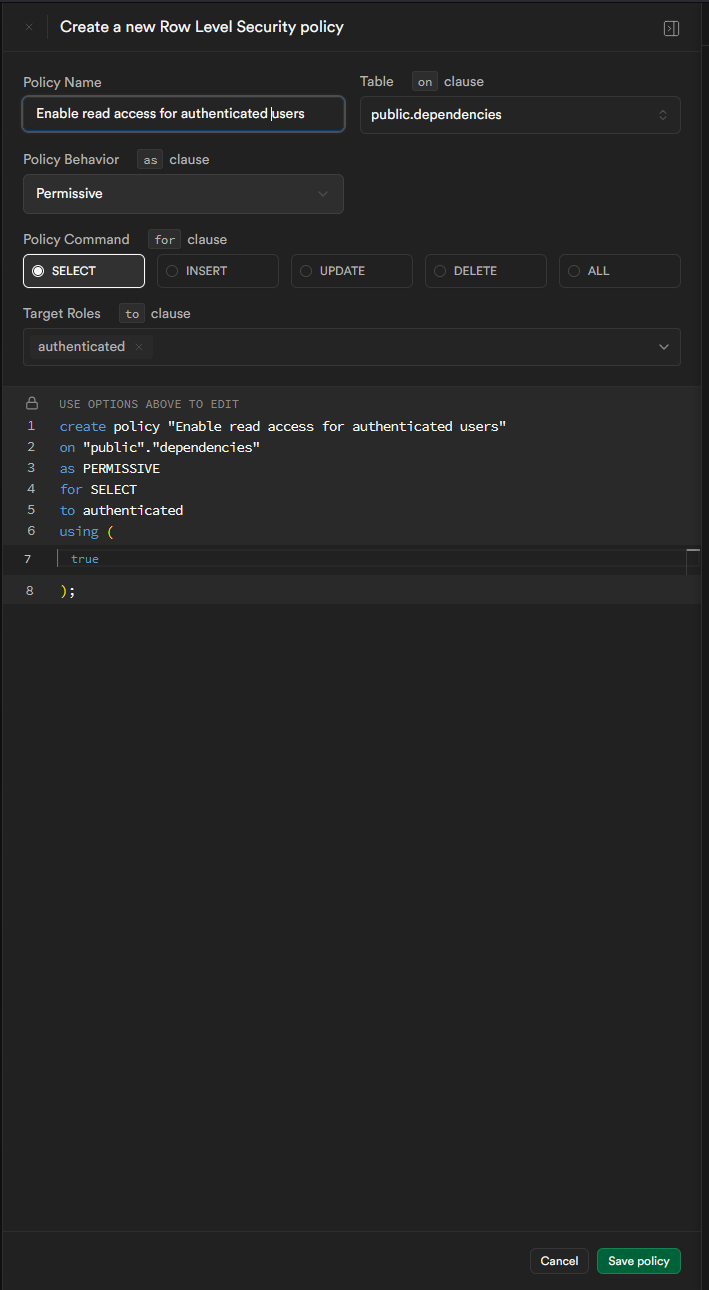 Create a new Row Level Security policy
Policy Name
Table on clause
Enable read access for authenticated users
public.dependencies
Policy Behavior as clause
Permissive
Policy Command for clause
SELECT INSERT UPDATE DELETE ALL
Target Roles to clause
authenticated
USE OPTIONS ABOVE TO EDIT
1 create policy "Enable read access for authenticated users"
2 on "public"."dependencies"
3 as PERMISSIVE
4 for SELECT
5 to authenticated
6 using (
7 true
8 );
Cancel Save policy